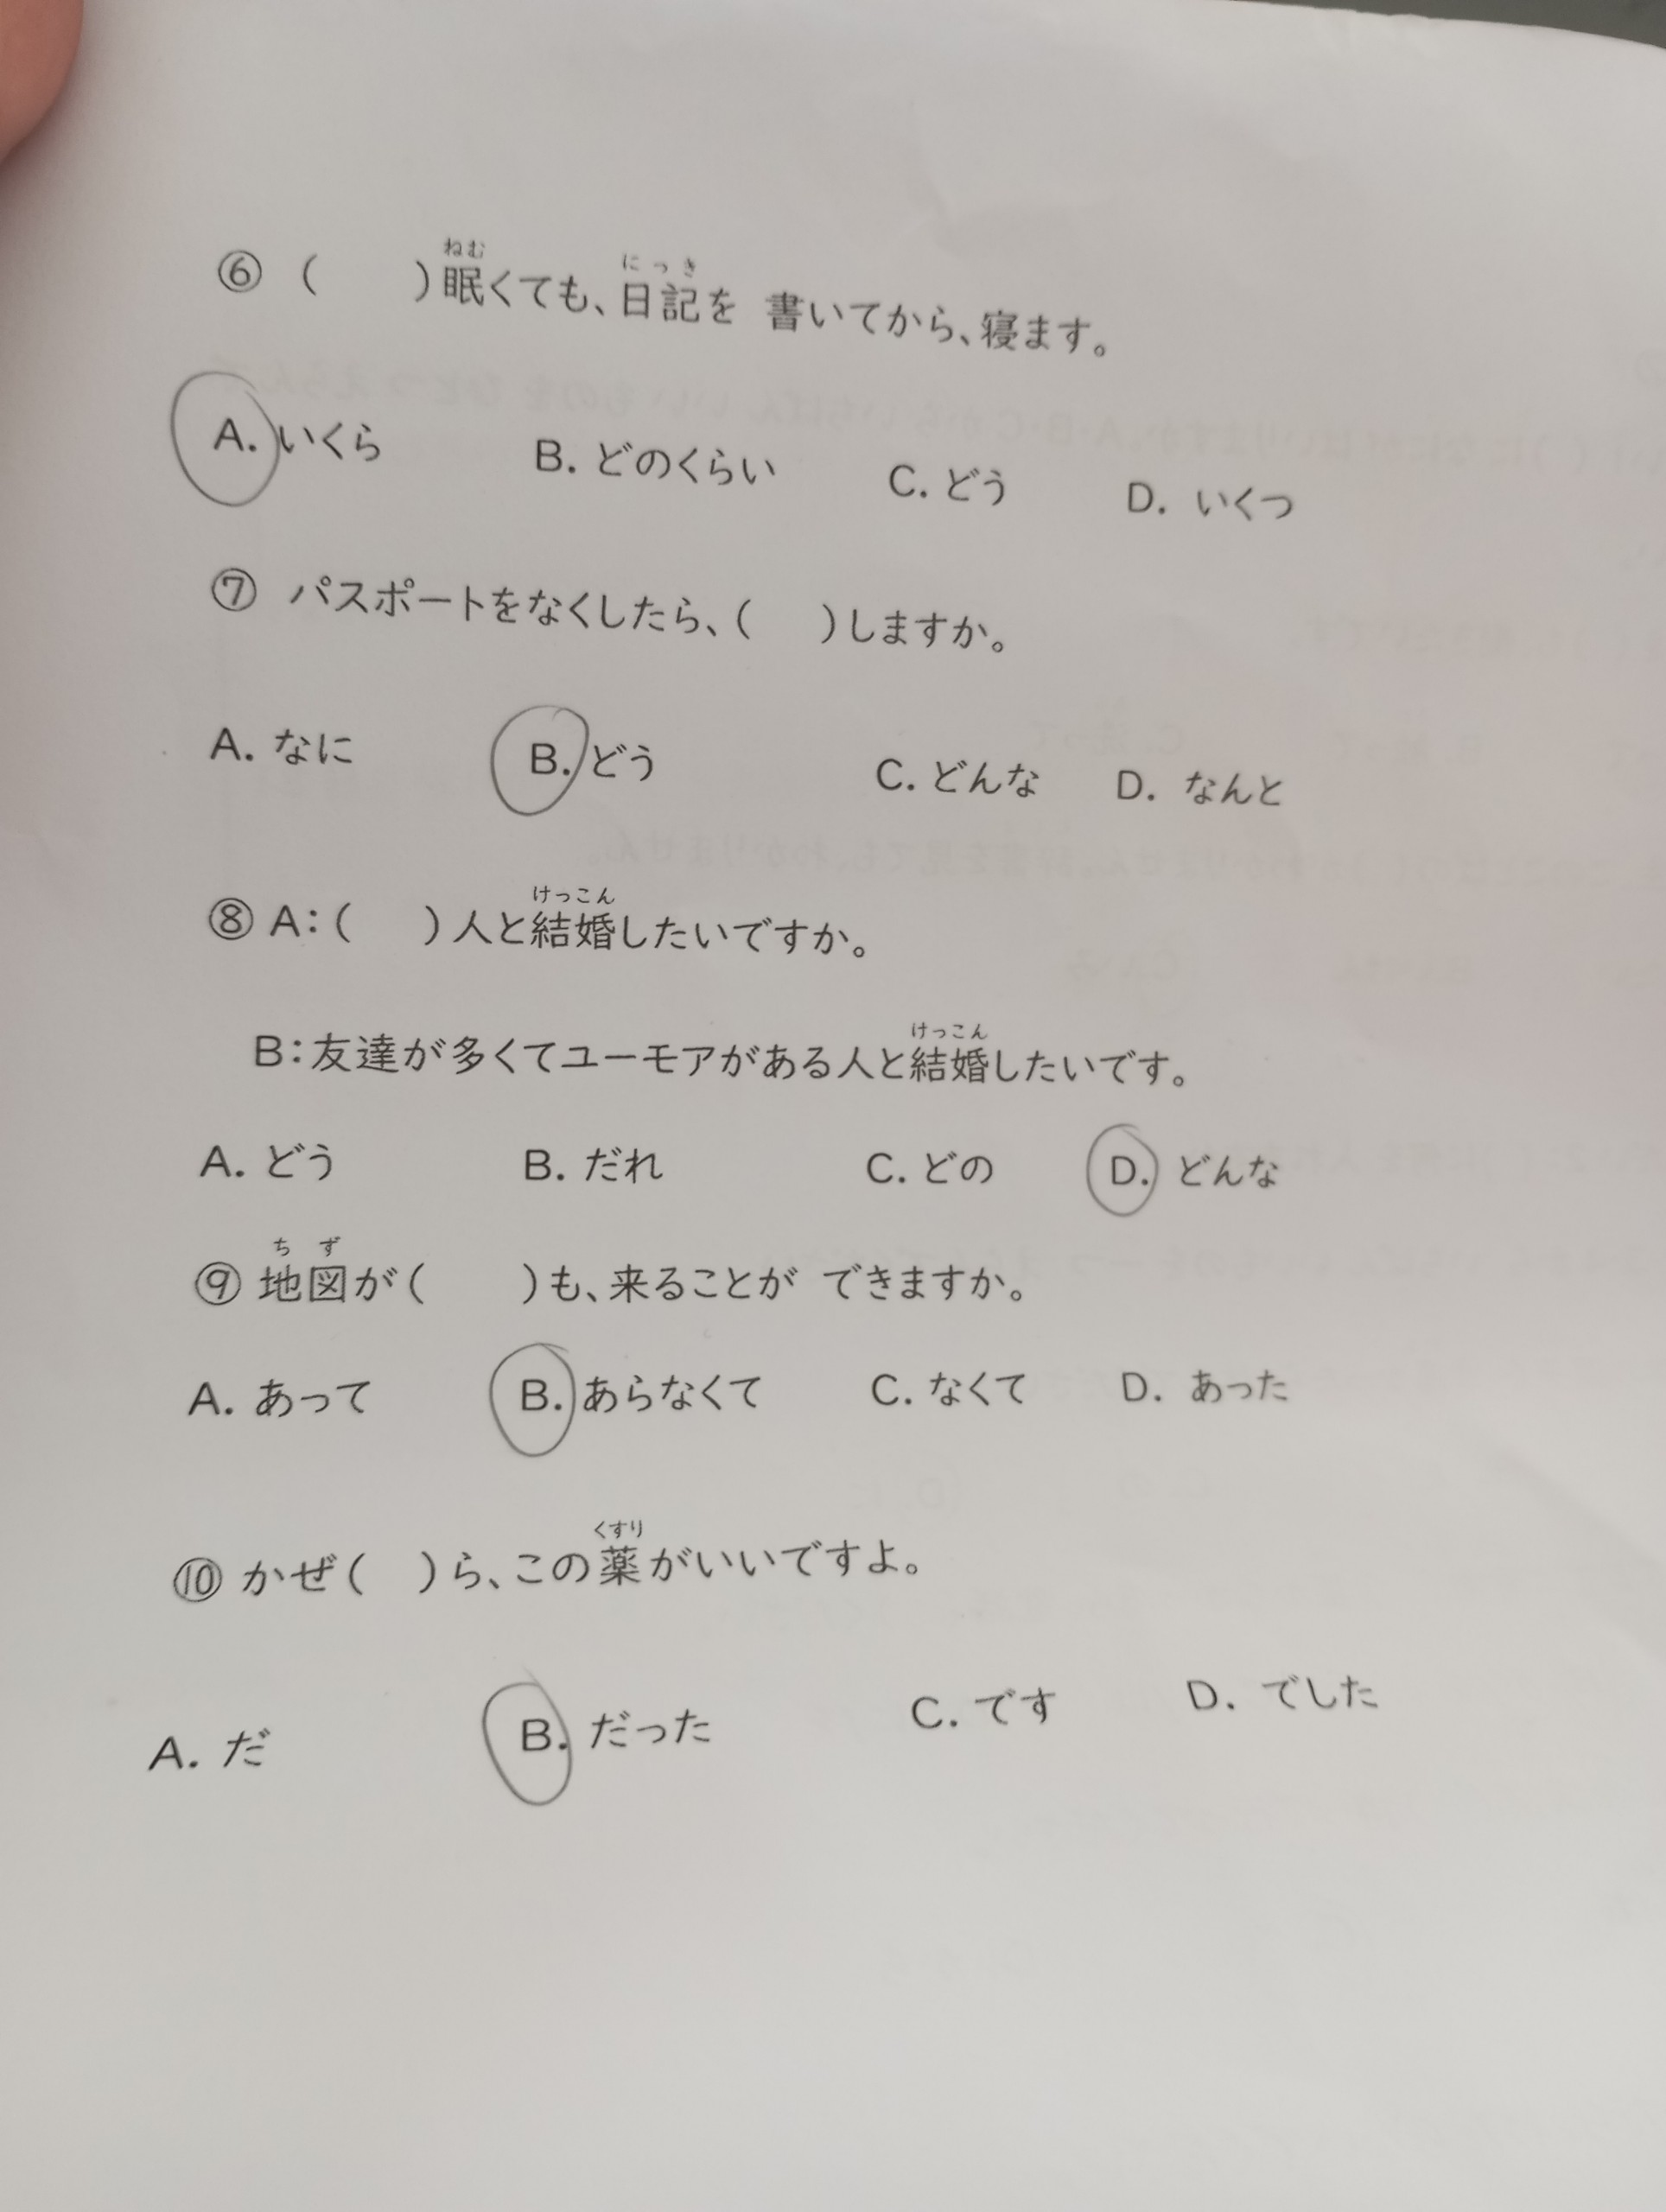 ⑥ (　　)眠くても、日記を 書いてから、寝ます。
ねむ にっき
A. いくら B. どのくらい C. どう D. いくつ
⑦ パスポートをなくしたら、(　　)しますか。
A. なに B. どう C. どんな D. なんと
けっこん
⑧ A：(　　)人と結婚したいですか。
けっこん
B：友達が多くてユーモアがある人と結婚したいです。
A. どう B. だれ C. どの D. どんな
ちず
⑨ 地図が(　　)も、来ることが できますか。
A. あって B. あらなくて C. なくて D. あった
くすり
⑩ かぜ(　　)ら、この薬がいいですよ。
A. だ B. だった C. です D. でした